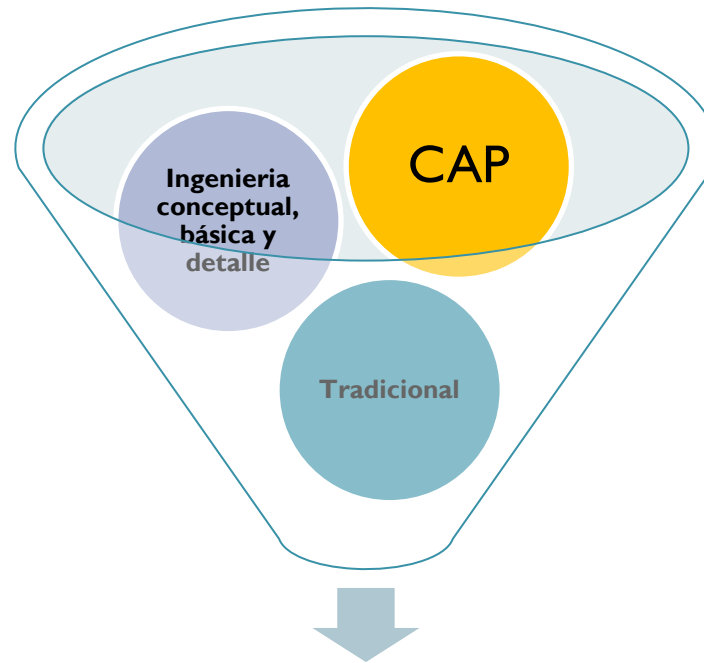 Ingenieria
conceptual,
básica y
detalle
CAP
Tradicional